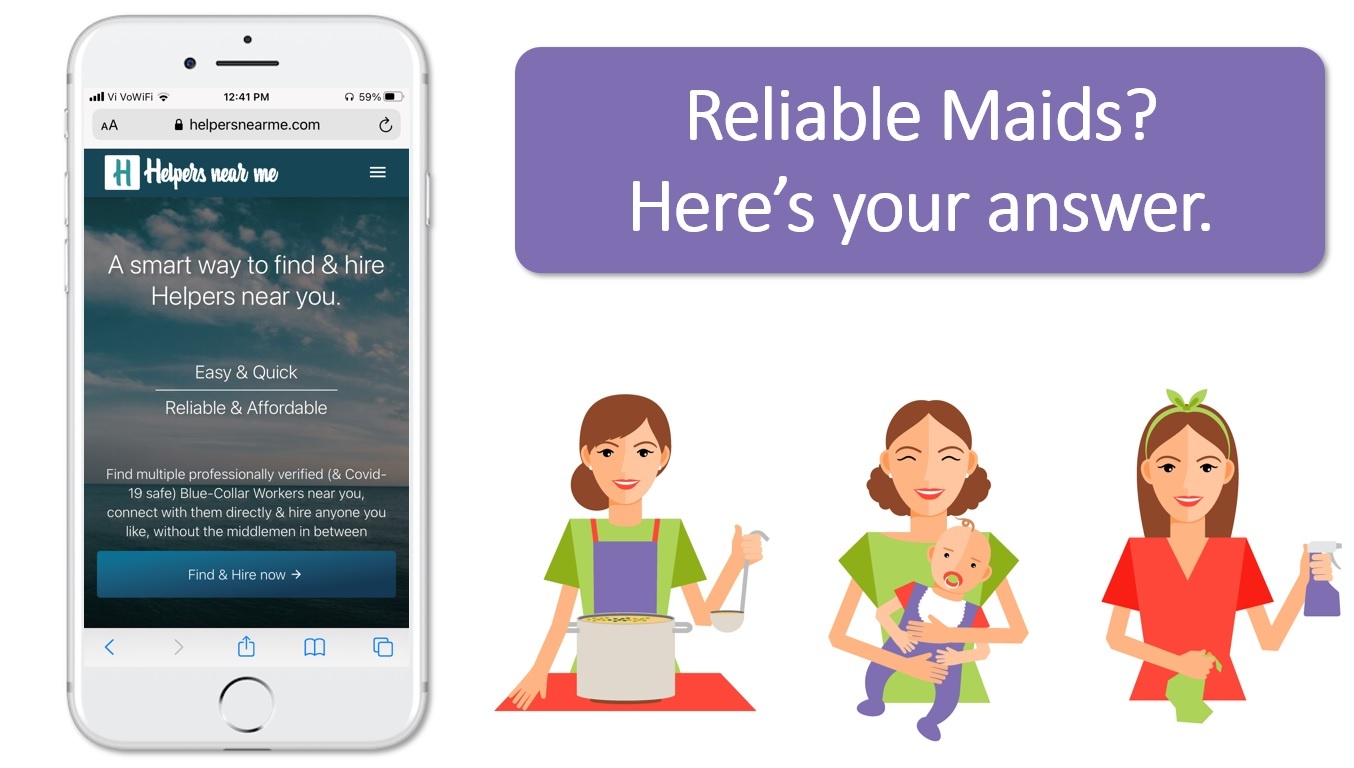 Vi VoWiFi 12:41 PM 59%
AA helpersnearme.com
H Helpers near me
A smart way to find & hire
Helpers near you.
Easy & Quick
Reliable & Affordable
Find multiple professionally verified (& Covid-
19 safe) Blue-Collar Workers near you,
connect with them directly & hire anyone you
like, without the middlemen in between
Find & Hire now →
Reliable Maids?
Here's your answer.